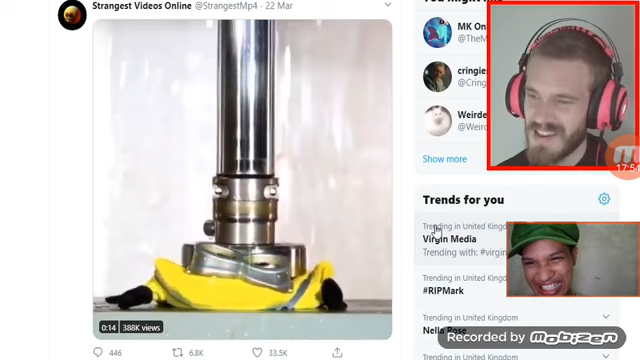 Strangest Videos Online @StrangestMp4 · 22 Mar
0:14 388K views
446 6.8K 33.5K
MK On
@TheM
cringies
@Cring
Weirde
@Weird
Show more
17:54
Trends for you
Trending in United Kingdom
Virgin Media
Trending with: #virgin
Trending in United Kingdom
#RIPMark
Trending in United Kingdom
Nella Rose
Trending in United Kingdom
Recorded by mobizen